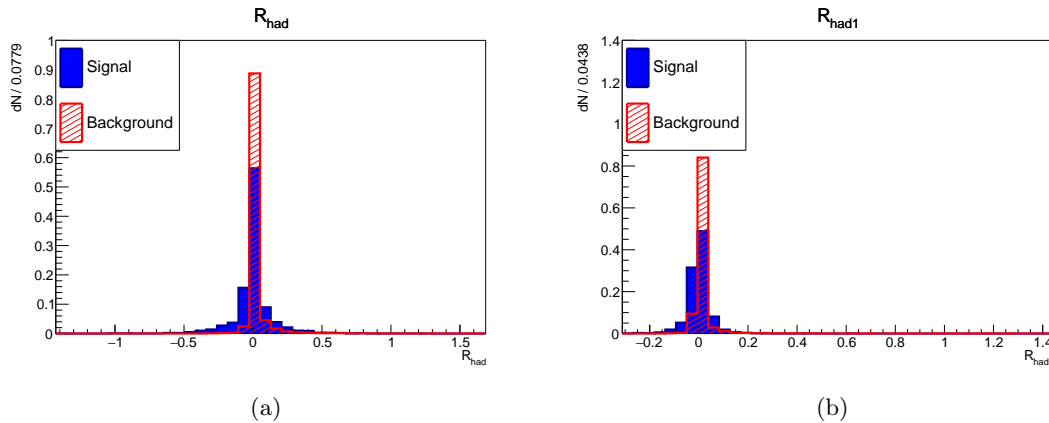 R_had
dN / 0.0779
Signal
Background
1
0.9
0.8
0.7
0.6
0.5
0.4
0.3
0.2
0.1
0
−1 −0.5 0 0.5 1 1.5
R_had
(a)
R_had1
dN / 0.0438
Signal
Background
1.4
1.2
1
0.8
0.6
0.4
0.2
0
−0.2 0 0.2 0.4 0.6 0.8 1 1.2 1.4
R_had
(b)